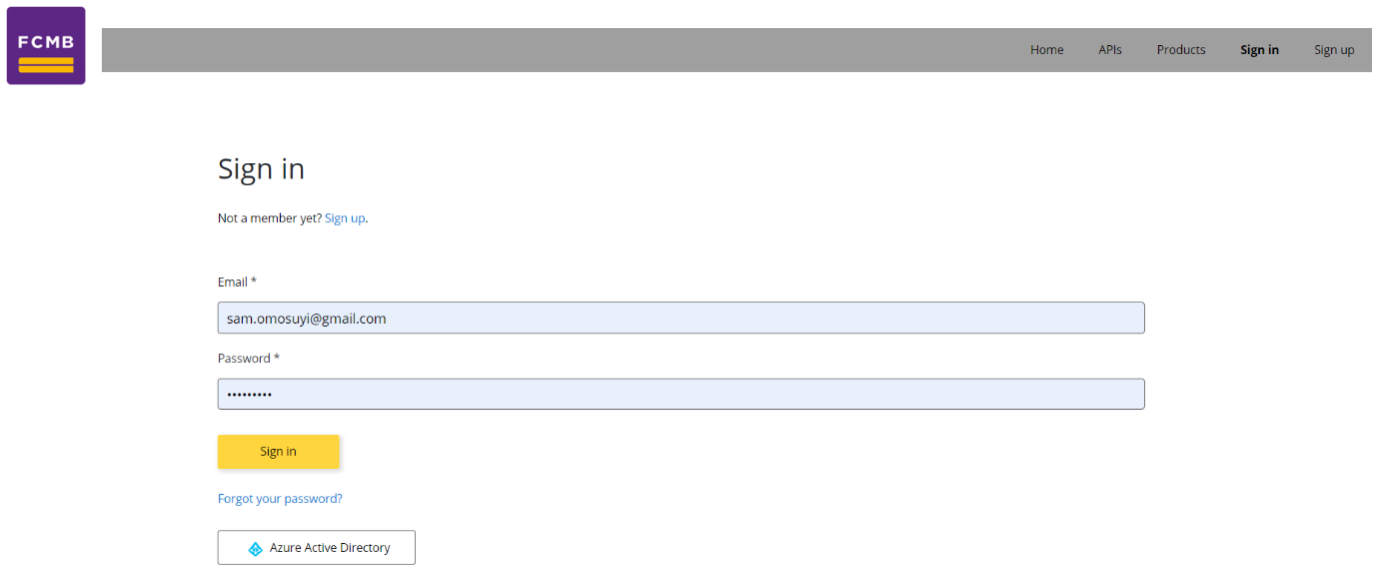 FCMB
Home APIs Products Sign in Sign up
Sign in
Not a member yet? Sign up.
Email *
sam.omosuyi@gmail.com
Password *
•••••••••
Sign in
Forgot your password?
Azure Active Directory